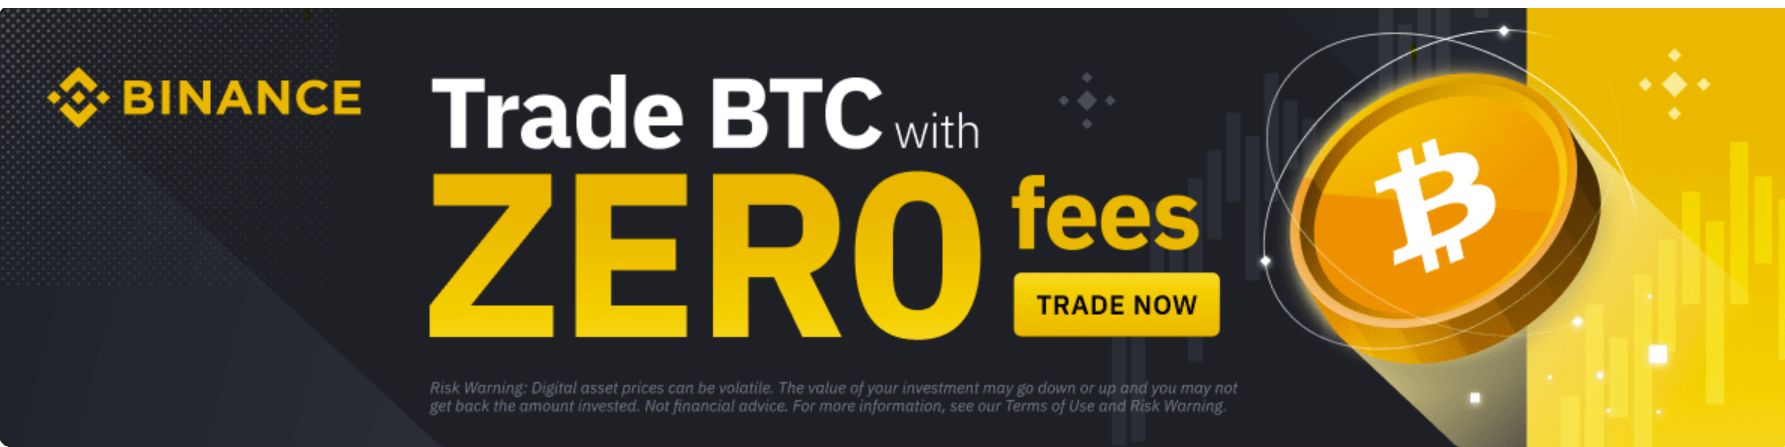 BINANCE
Trade BTC with
ZERO fees
TRADE NOW
Risk Warning: Digital asset prices can be volatile. The value of your investment may go down or up and you may not
get back the amount invested. Not financial advice. For more information, see our Terms of Use and Risk Warning.